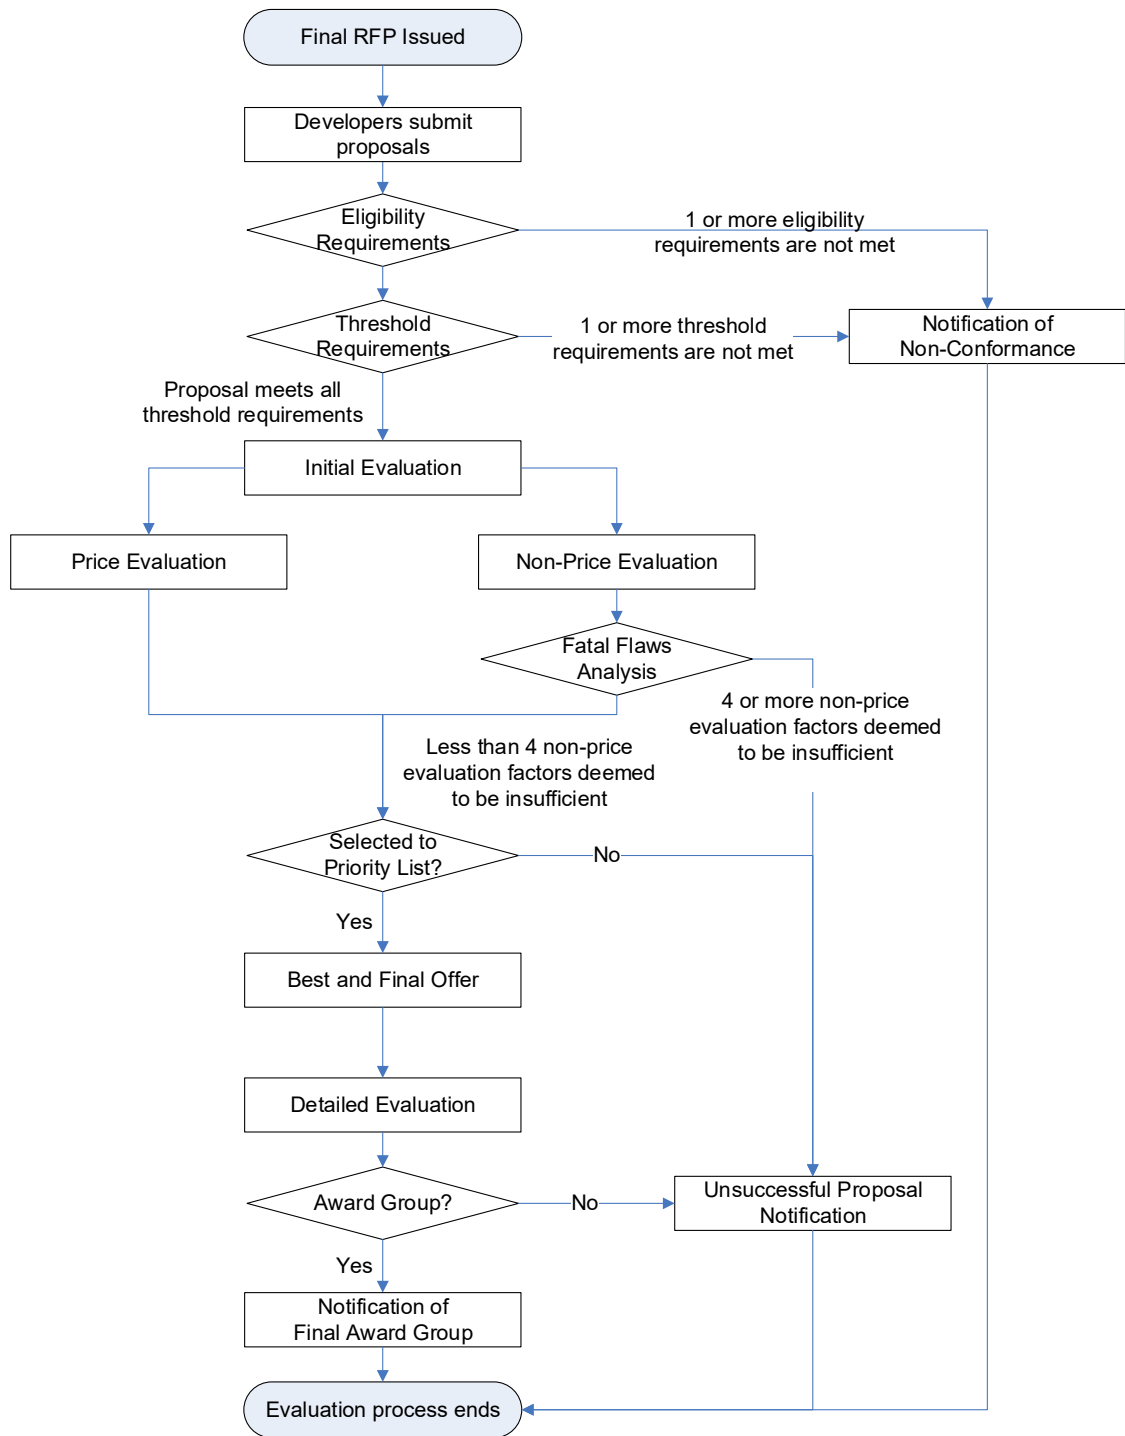 Final RFP Issued
Developers submit
proposals
Eligibility
Requirements
1 or more eligibility
requirements are not met
Threshold
Requirements
1 or more threshold
requirements are not met
Notification of
Non-Conformance
Proposal meets all
threshold requirements
Initial Evaluation
Price Evaluation
Non-Price Evaluation
Fatal Flaws
Analysis
4 or more non-price
evaluation factors deemed
to be insufficient
Less than 4 non-price
evaluation factors deemed
to be insufficient
Selected to
Priority List?
No
Yes
Best and Final Offer
Detailed Evaluation
Award Group?
No
Unsuccessful Proposal
Notification
Yes
Notification of
Final Award Group
Evaluation process ends